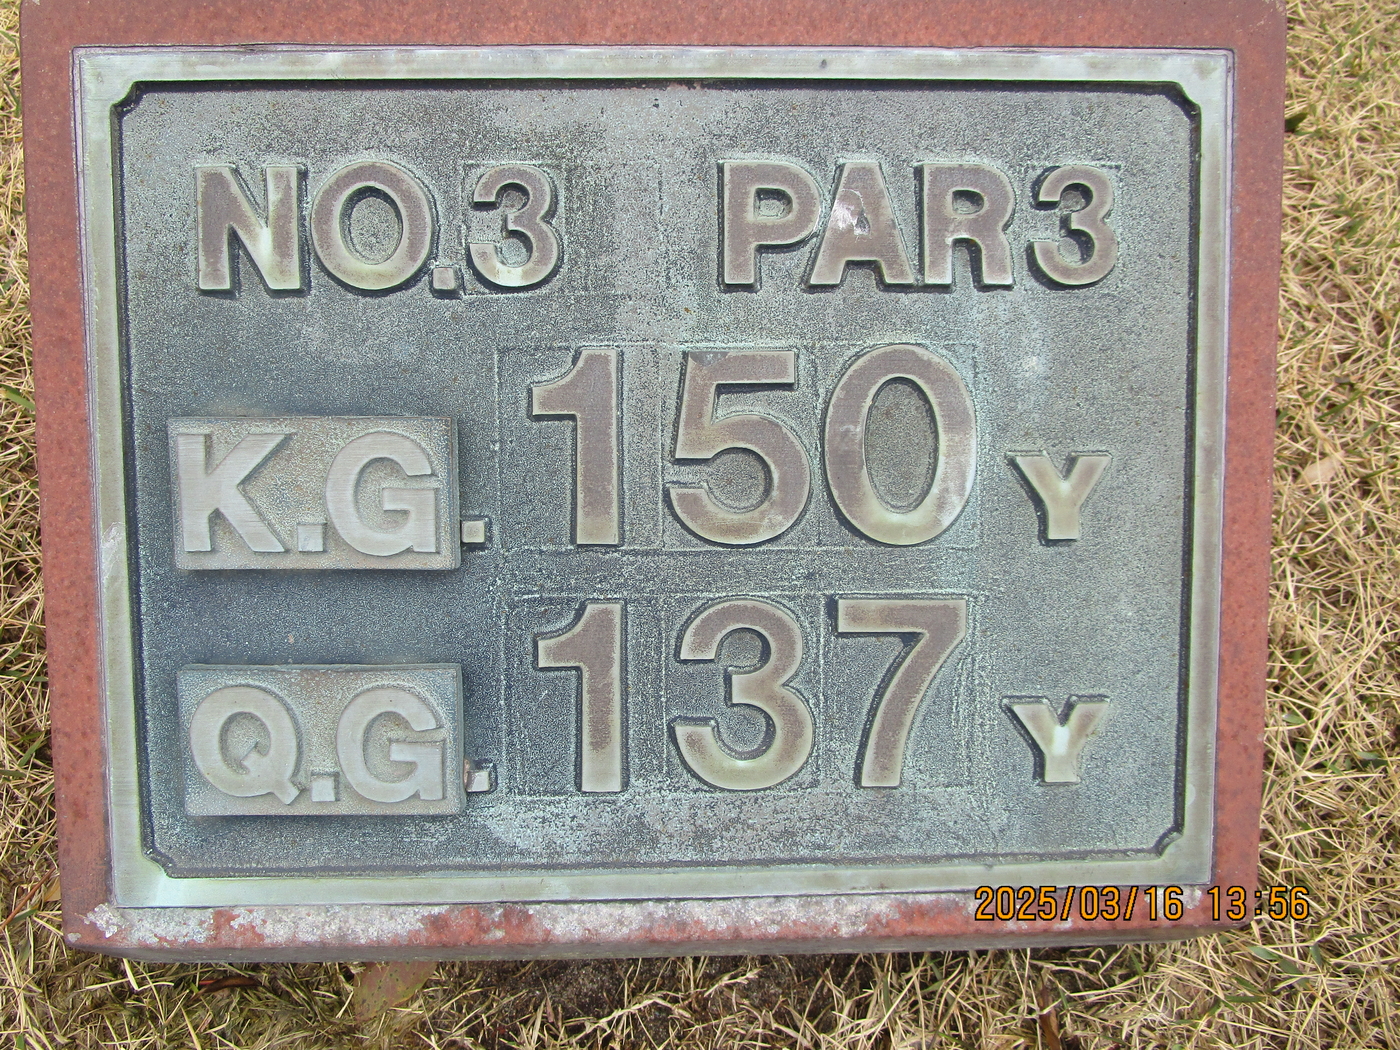 NO.3 PAR3
K.G. 150 Y
Q.G. 137 Y
2025/03/16 13:56